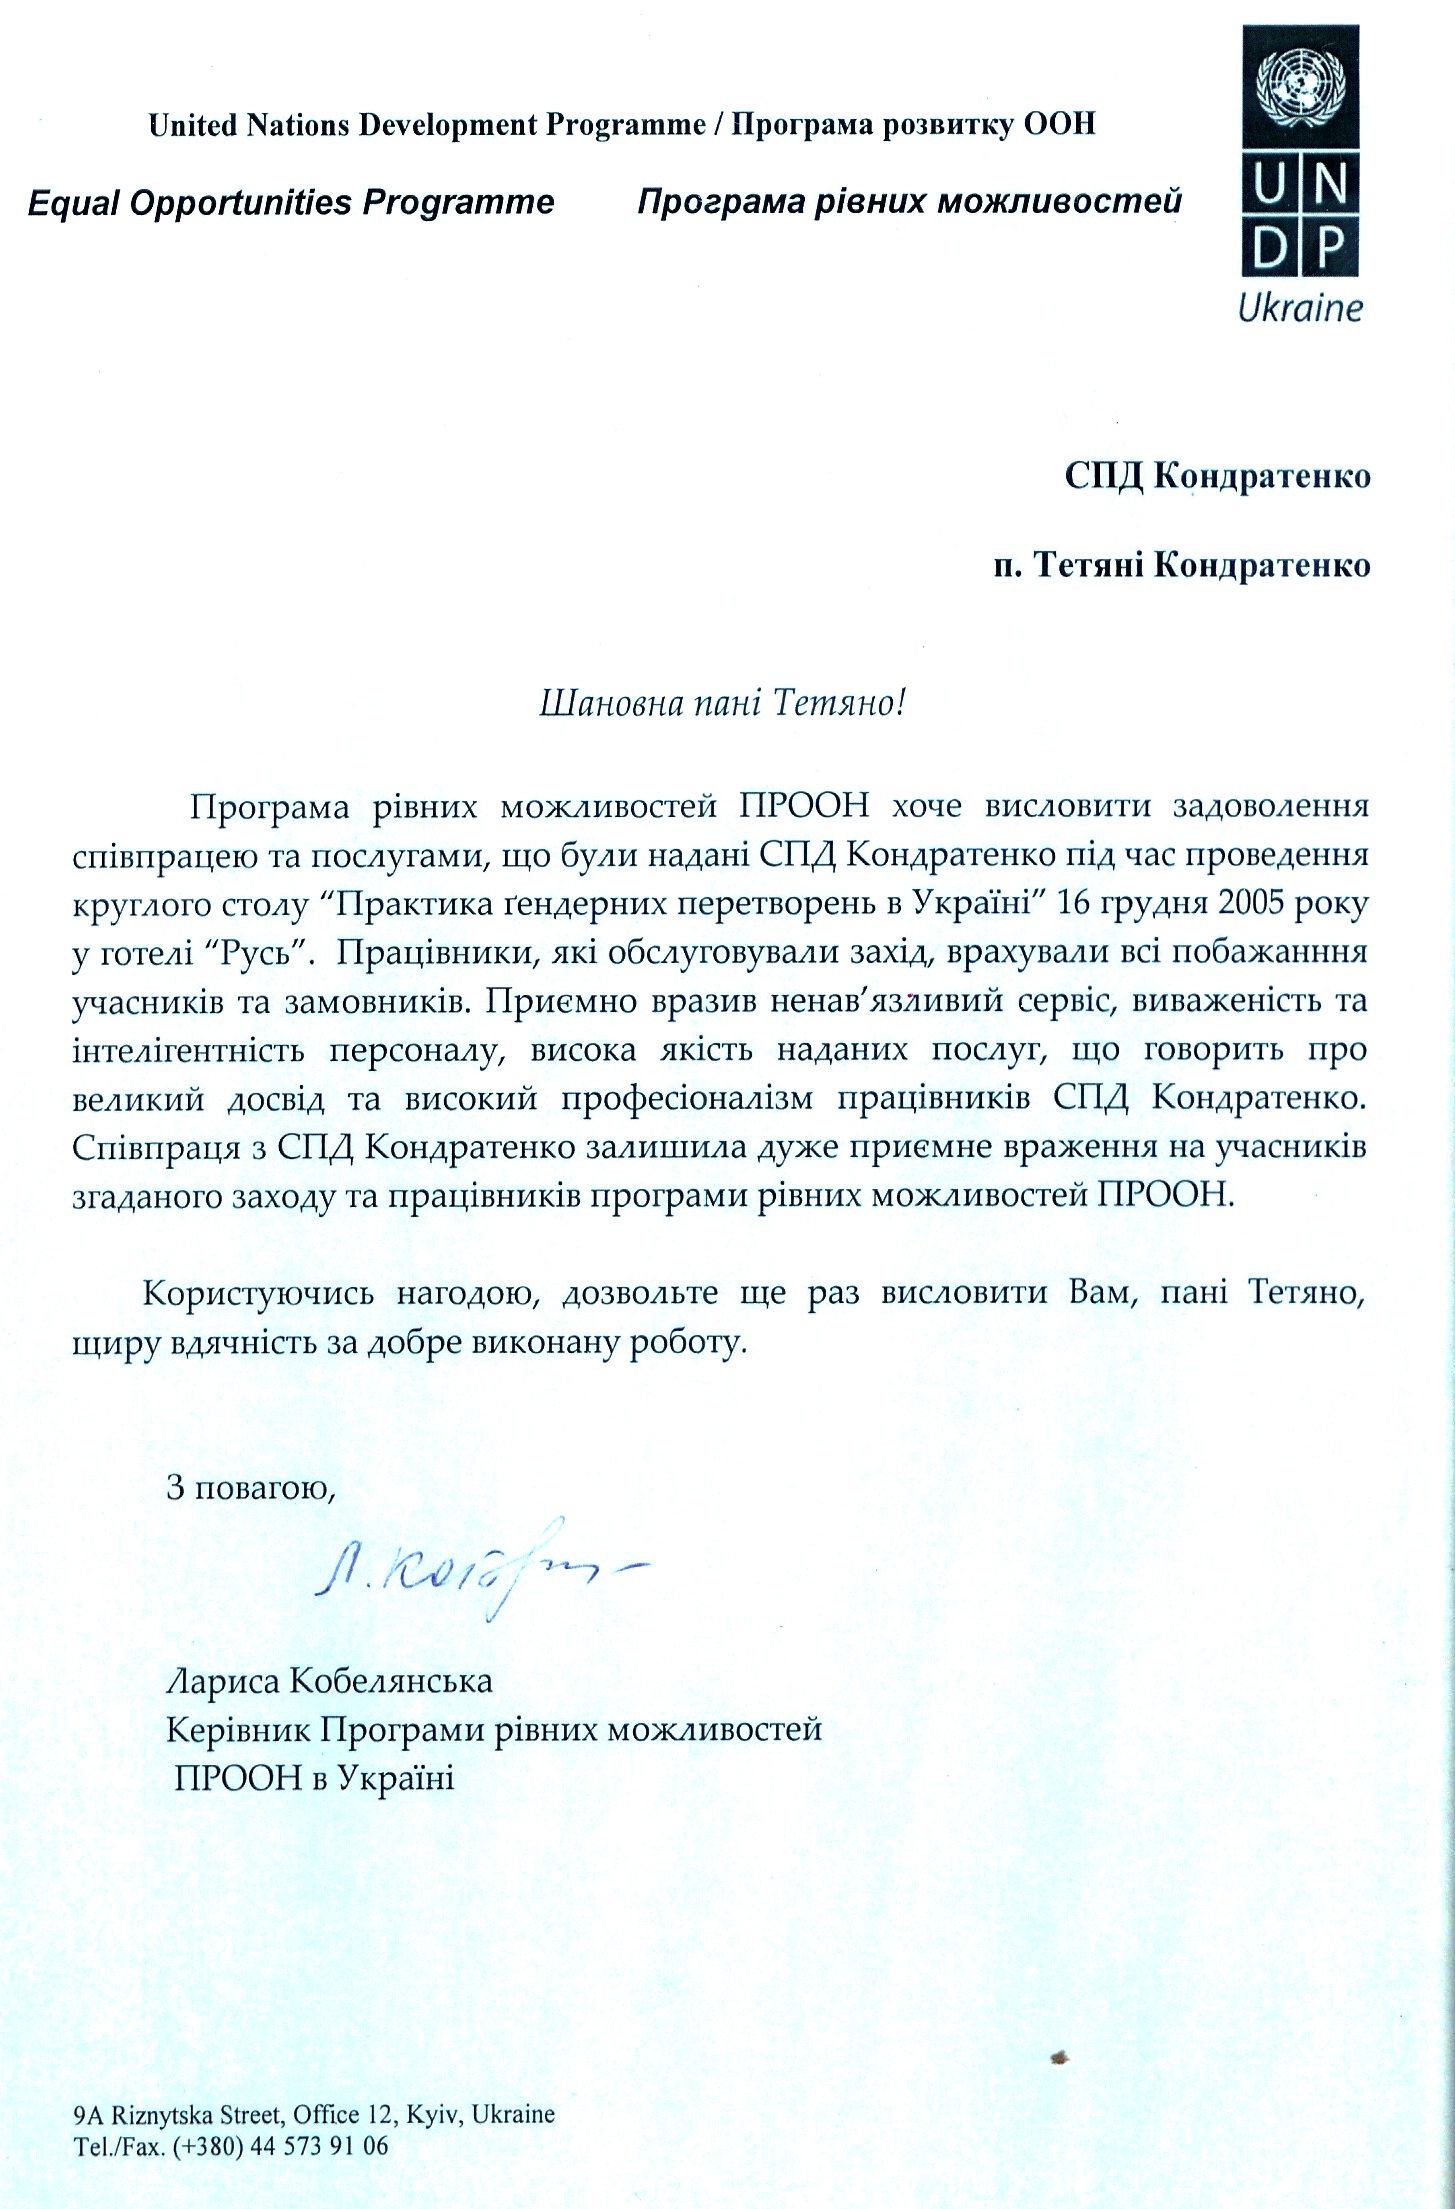 United Nations Development Programme / Програма розвитку ООН
Equal Opportunities Programme Програма рівних можливостей
U N
D P
Ukraine
СПД Кондратенко
п. Тетяні Кондратенко
Шановна пані Тетяно!
Програма рівних можливостей ПРООН хоче висловити задоволення
співпрацею та послугами, що були надані СПД Кондратенко під час проведення
круглого столу “Практика ґендерних перетворень в Україні” 16 грудня 2005 року
у готелі “Русь”. Працівники, які обслуговували захід, врахували всі побажанння
учасників та замовників. Приємно вразив ненав’язливий сервіс, виваженість та
інтелігентність персоналу, висока якість наданих послуг, що говорить про
великий досвід та високий професіоналізм працівників СПД Кондратенко.
Співпраця з СПД Кондратенко залишила дуже приємне враження на учасників
згаданого заходу та працівників програми рівних можливостей ПРООН.
Користуючись нагодою, дозвольте ще раз висловити Вам, пані Тетяно,
щиру вдячність за добре виконану роботу.
З повагою,
Лариса Кобелянська
Керівник Програми рівних можливостей
ПРООН в Україні
9A Riznytska Street, Office 12, Kyiv, Ukraine
Tel./Fax. (+380) 44 573 91 06